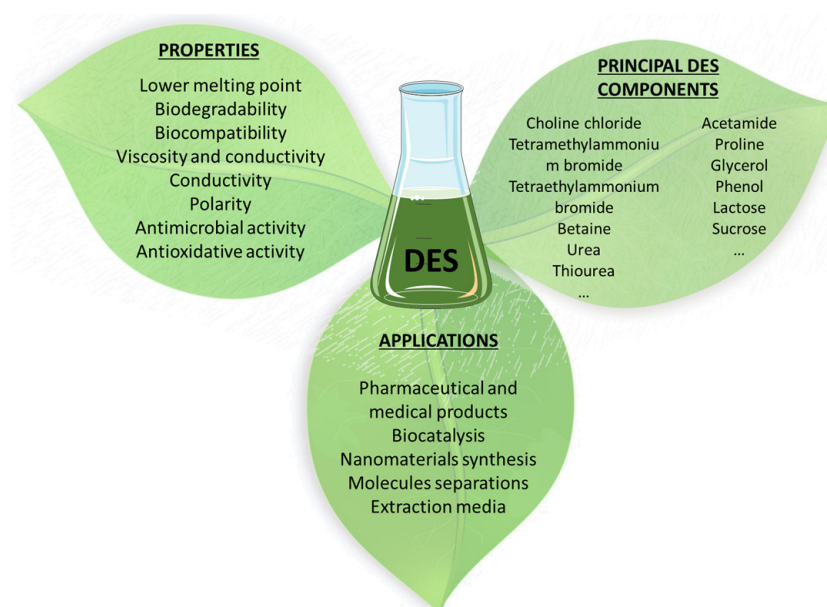 PROPERTIES
Lower melting point
Biodegradability
Biocompatibility
Viscosity and conductivity
Conductivity
Polarity
Antimicrobial activity
Antioxidative activity
DES
PRINCIPAL DES
COMPONENTS
Choline chloride
Tetramethylammoniu
m bromide
Tetraethylammonium
bromide
Betaine
Urea
Thiourea
...
Acetamide
Proline
Glycerol
Phenol
Lactose
Sucrose
...
APPLICATIONS
Pharmaceutical and
medical products
Biocatalysis
Nanomaterials synthesis
Molecules separations
Extraction media